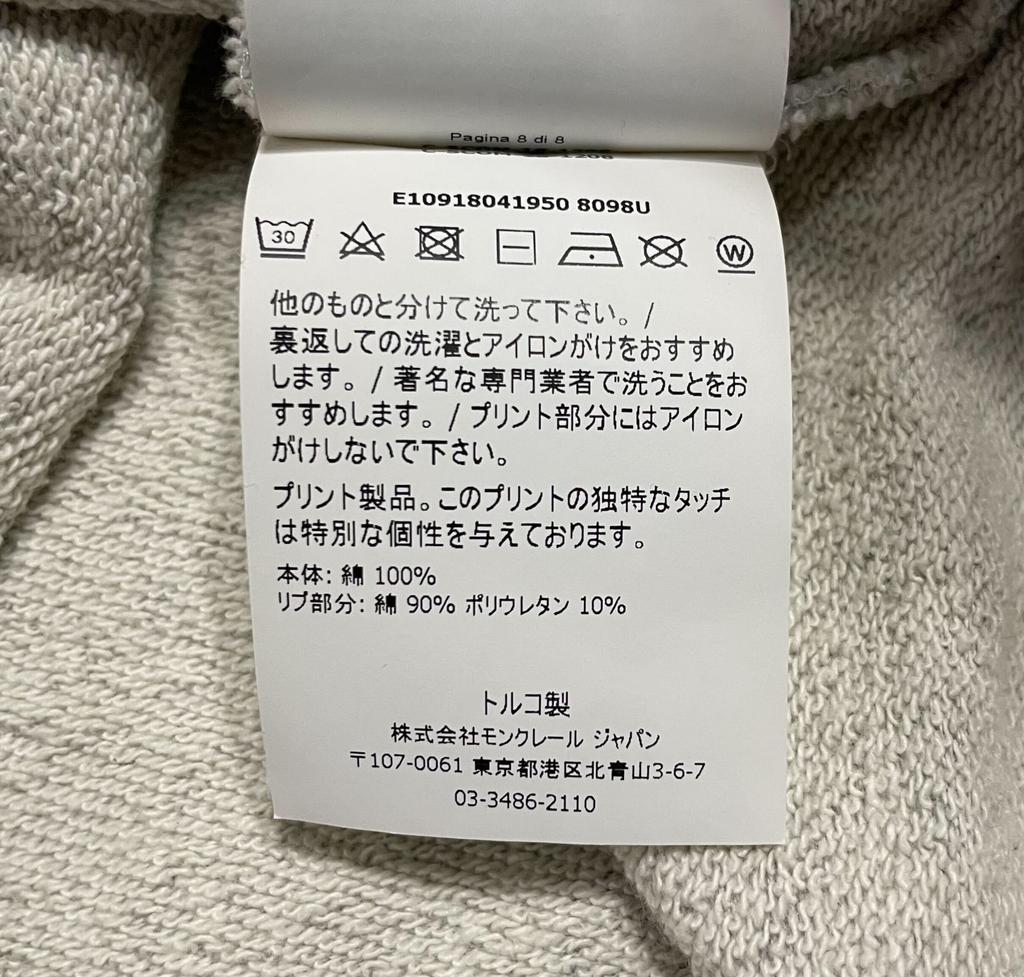 Pagina 8 di 8
E10918041950 8098U
30
W
他のものと分けて洗って下さい。/
裏返しての洗濯とアイロンがけをおすすめ
します。/ 著名な専門業者で洗うことをお
すすめします。/ プリント部分にはアイロン
がけしないで下さい。
プリント製品。このプリントの独特なタッチ
は特別な個性を与えております。
本体: 綿 100%
リブ部分: 綿 90% ポリウレタン 10%
トルコ製
株式会社モンクレール ジャパン
〒107-0061 東京都港区北青山3-6-7
03-3486-2110